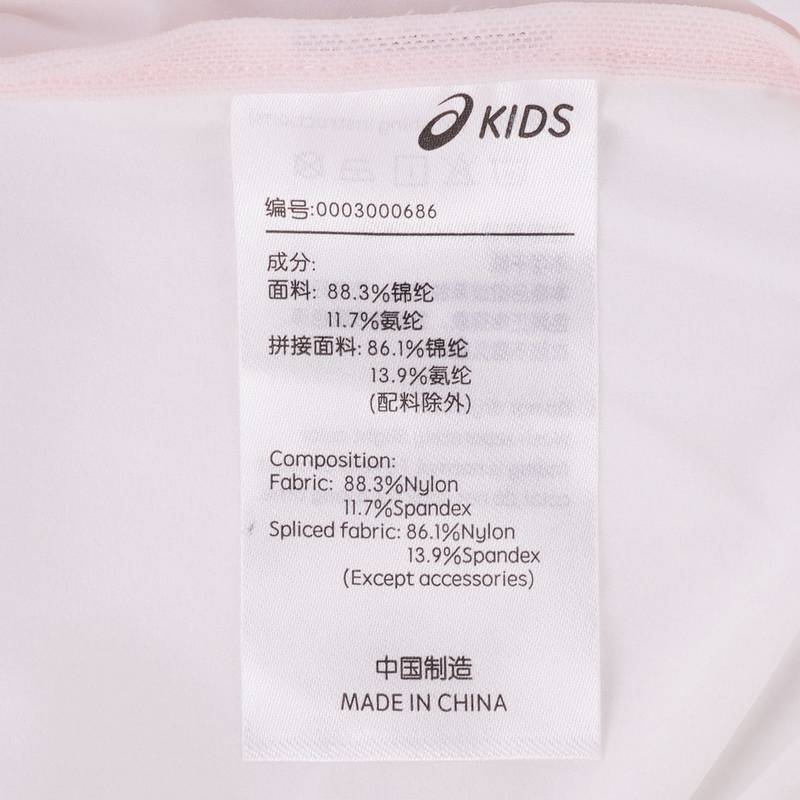 KIDS
编号:0003000686
成分:
面料: 88.3%锦纶
11.7%氨纶
拼接面料: 86.1%锦纶
13.9%氨纶
(配料除外)
Composition:
Fabric: 88.3%Nylon
11.7%Spandex
Spliced fabric: 86.1%Nylon
13.9%Spandex
(Except accessories)
中国制造
MADE IN CHINA